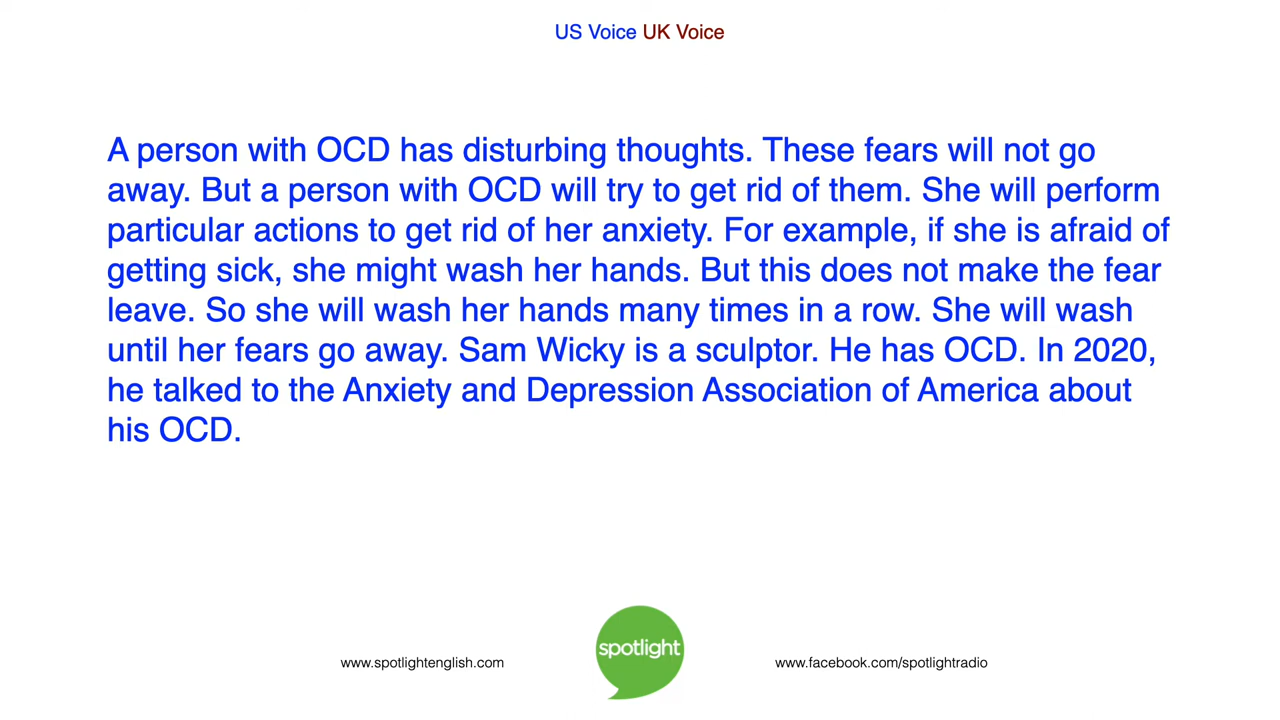 US Voice UK Voice
A person with OCD has disturbing thoughts. These fears will not go
away. But a person with OCD will try to get rid of them. She will perform
particular actions to get rid of her anxiety. For example, if she is afraid of
getting sick, she might wash her hands. But this does not make the fear
leave. So she will wash her hands many times in a row. She will wash
until her fears go away. Sam Wicky is a sculptor. He has OCD. In 2020,
he talked to the Anxiety and Depression Association of America about
his OCD.
www.spotlightenglish.com
spotlight
www.facebook.com/spotlightradio